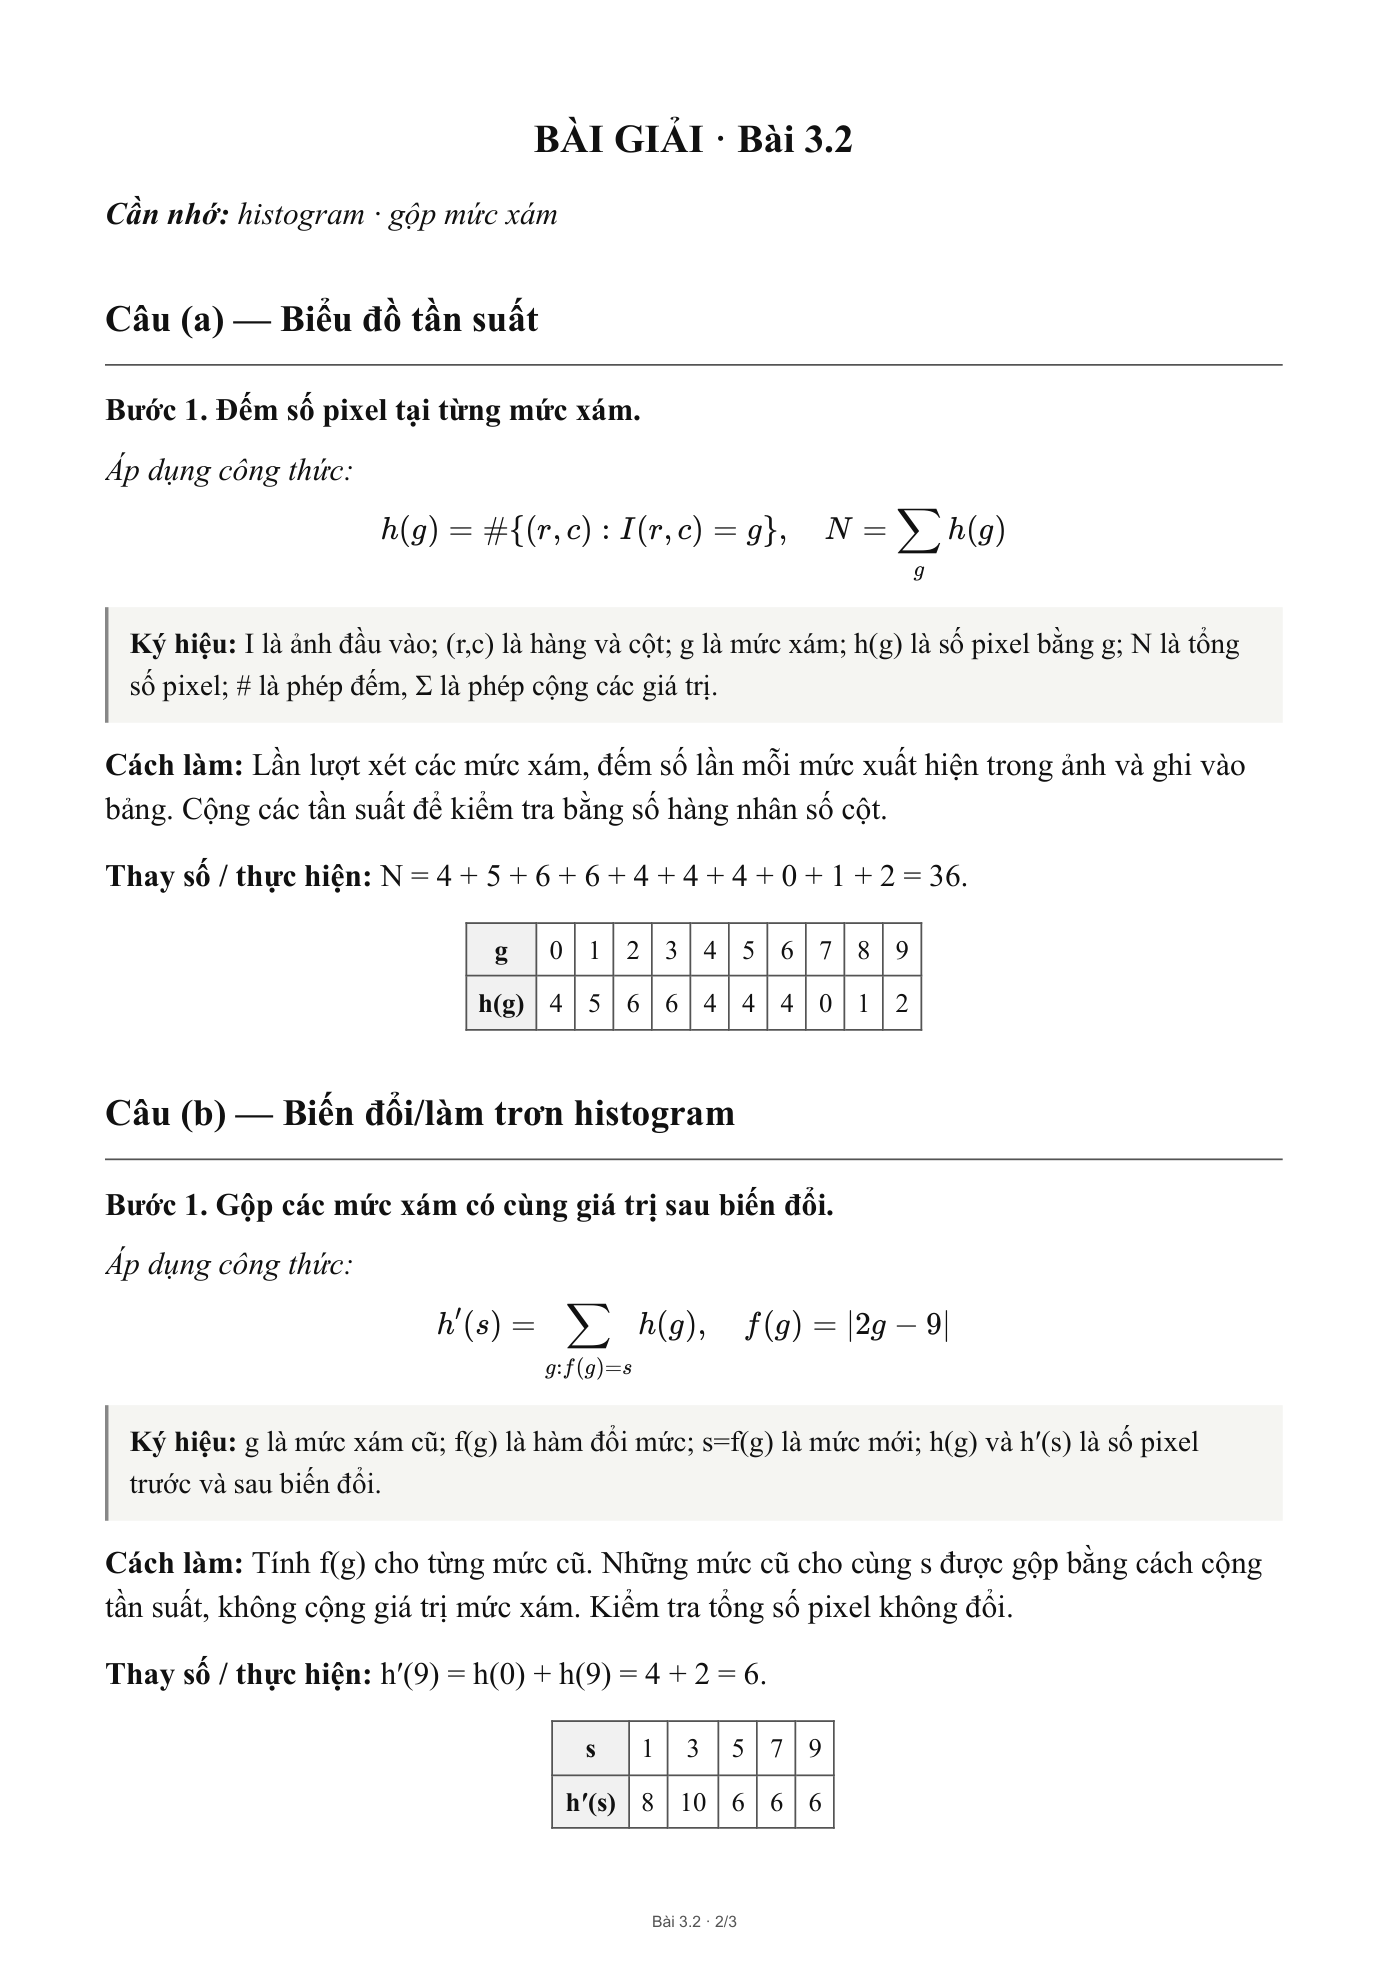 BÀI GIẢI · Bài 3.2
Cần nhớ: histogram · gộp mức xám
Câu (a) — Biểu đồ tần suất
Bước 1. Đếm số pixel tại từng mức xám.
Áp dụng công thức:
h(g) = #{(r, c) : I(r, c) = g}, N = ∑ h(g)
g
Ký hiệu: I là ảnh đầu vào; (r,c) là hàng và cột; g là mức xám; h(g) là số pixel bằng g; N là tổng
số pixel; # là phép đếm, Σ là phép cộng các giá trị.
Cách làm: Lần lượt xét các mức xám, đếm số lần mỗi mức xuất hiện trong ảnh và ghi vào
bảng. Cộng các tần suất để kiểm tra bằng số hàng nhân số cột.
Thay số / thực hiện: N = 4 + 5 + 6 + 6 + 4 + 4 + 4 + 0 + 1 + 2 = 36.
g 0 1 2 3 4 5 6 7 8 9
h(g) 4 5 6 6 4 4 4 0 1 2
Câu (b) — Biến đổi/làm trơn histogram
Bước 1. Gộp các mức xám có cùng giá trị sau biến đổi.
Áp dụng công thức:
h′(s) = ∑ h(g), f(g) = |2g − 9|
g:f(g)=s
Ký hiệu: g là mức xám cũ; f(g) là hàm đổi mức; s=f(g) là mức mới; h(g) và h′(s) là số pixel
trước và sau biến đổi.
Cách làm: Tính f(g) cho từng mức cũ. Những mức cũ cho cùng s được gộp bằng cách cộng
tần suất, không cộng giá trị mức xám. Kiểm tra tổng số pixel không đổi.
Thay số / thực hiện: h′(9) = h(0) + h(9) = 4 + 2 = 6.
s 1 3 5 7 9
h′(s) 8 10 6 6 6
Bài 3.2 · 2/3